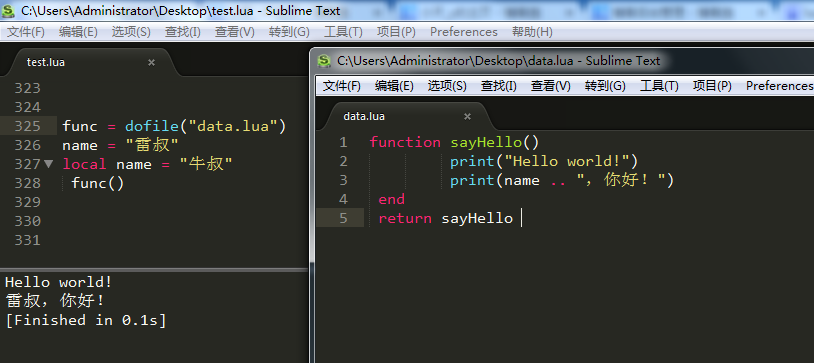 C:\Users\Administrator\Desktop\test.lua - Sublime Text
文件(F) 编辑(E) 选项(S) 查找(I) 查看(V) 转到(G) 工具(T) 项目(P) Preferences 帮助(H)
test.lua ×
323
324
325 func = dofile("data.lua")
326 name = "雷叔"
327 local name = "牛叔"
328 func()
329
330
331
Hello world!
雷叔，你好！
[Finished in 0.1s]
C:\Users\Administrator\Desktop\data.lua - Sublime Text
文件(F) 编辑(E) 选项(S) 查找(I) 查看(V) 转到(G) 工具(T) 项目(P) Preferences
data.lua ×
1 function sayHello()
2 print("Hello world!")
3 print(name .. "，你好！")
4 end
5 return sayHello